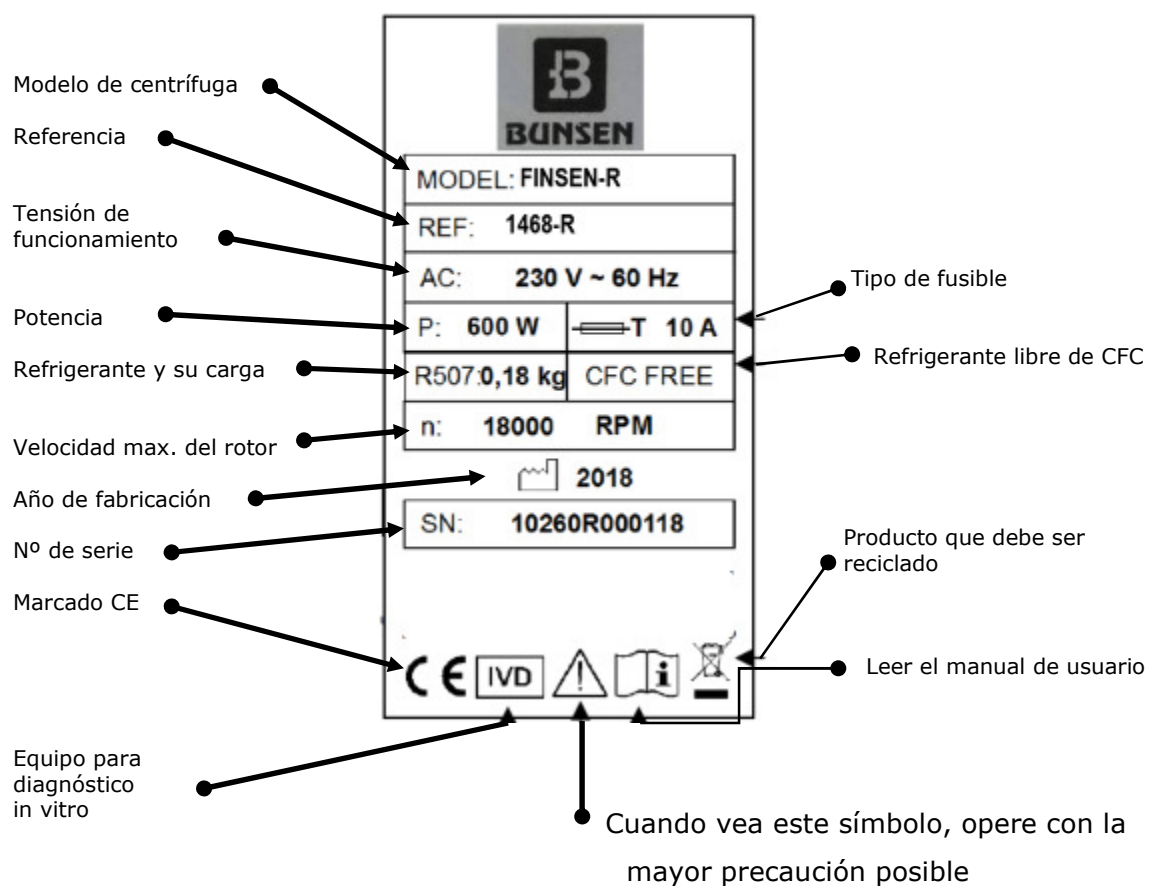 BUNSEN
Modelo de centrífuga
Referencia
Tensión de
funcionamiento
Potencia
Refrigerante y su carga
Velocidad max. del rotor
Año de fabricación
Nº de serie
Marcado CE
Equipo para
diagnóstico
in vitro
MODEL: FINSEN-R
REF: 1468-R
AC: 230 V ~ 60 Hz
P: 600 W T 10 A
R507:0,18 kg CFC FREE
n: 18000 RPM
2018
SN: 10260R000118
CE IVD i
Tipo de fusible
Refrigerante libre de CFC
Producto que debe ser
reciclado
Leer el manual de usuario
Cuando vea este símbolo, opere con la
mayor precaución posible